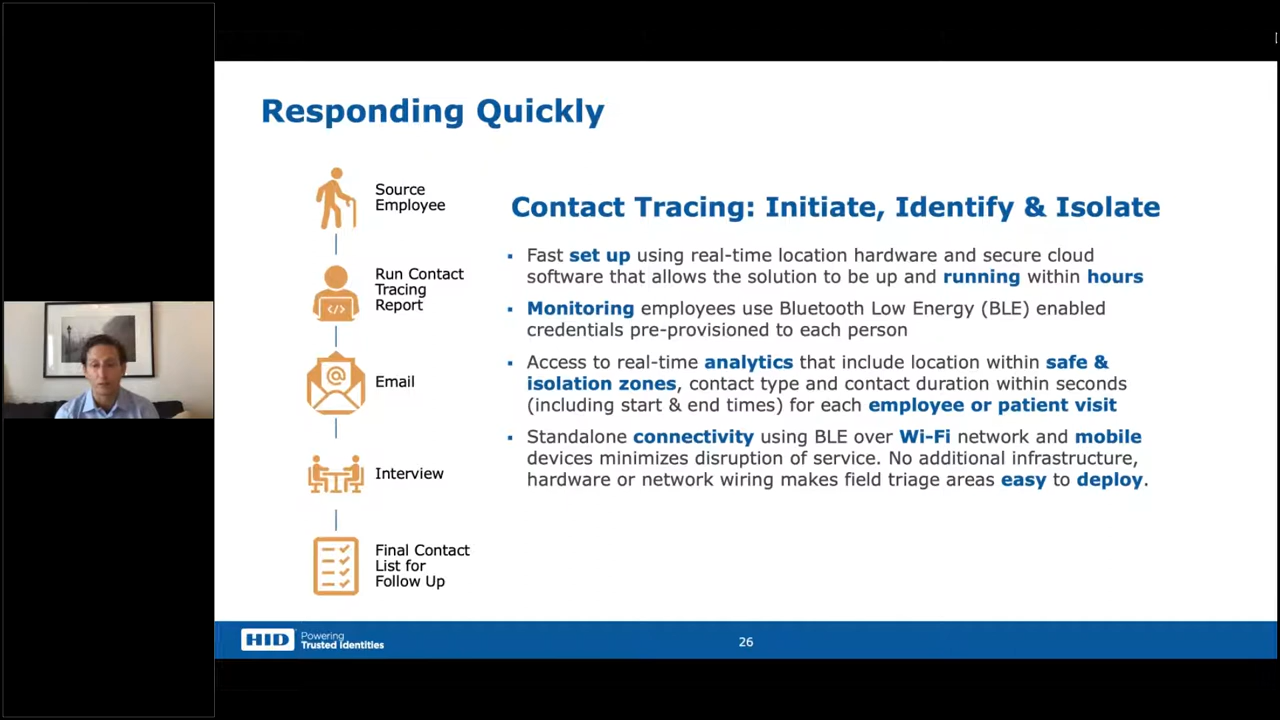 Responding Quickly
Source
Employee
Run Contact
Tracing
Report
Email
Interview
Final Contact
List for
Follow Up
Contact Tracing: Initiate, Identify & Isolate
▪ Fast set up using real-time location hardware and secure cloud
software that allows the solution to be up and running within hours
▪ Monitoring employees use Bluetooth Low Energy (BLE) enabled
credentials pre-provisioned to each person
▪ Access to real-time analytics that include location within safe &
isolation zones, contact type and contact duration within seconds
(including start & end times) for each employee or patient visit
▪ Standalone connectivity using BLE over Wi-Fi network and mobile
devices minimizes disruption of service. No additional infrastructure,
hardware or network wiring makes field triage areas easy to deploy.
HID
Powering
Trusted Identities
26